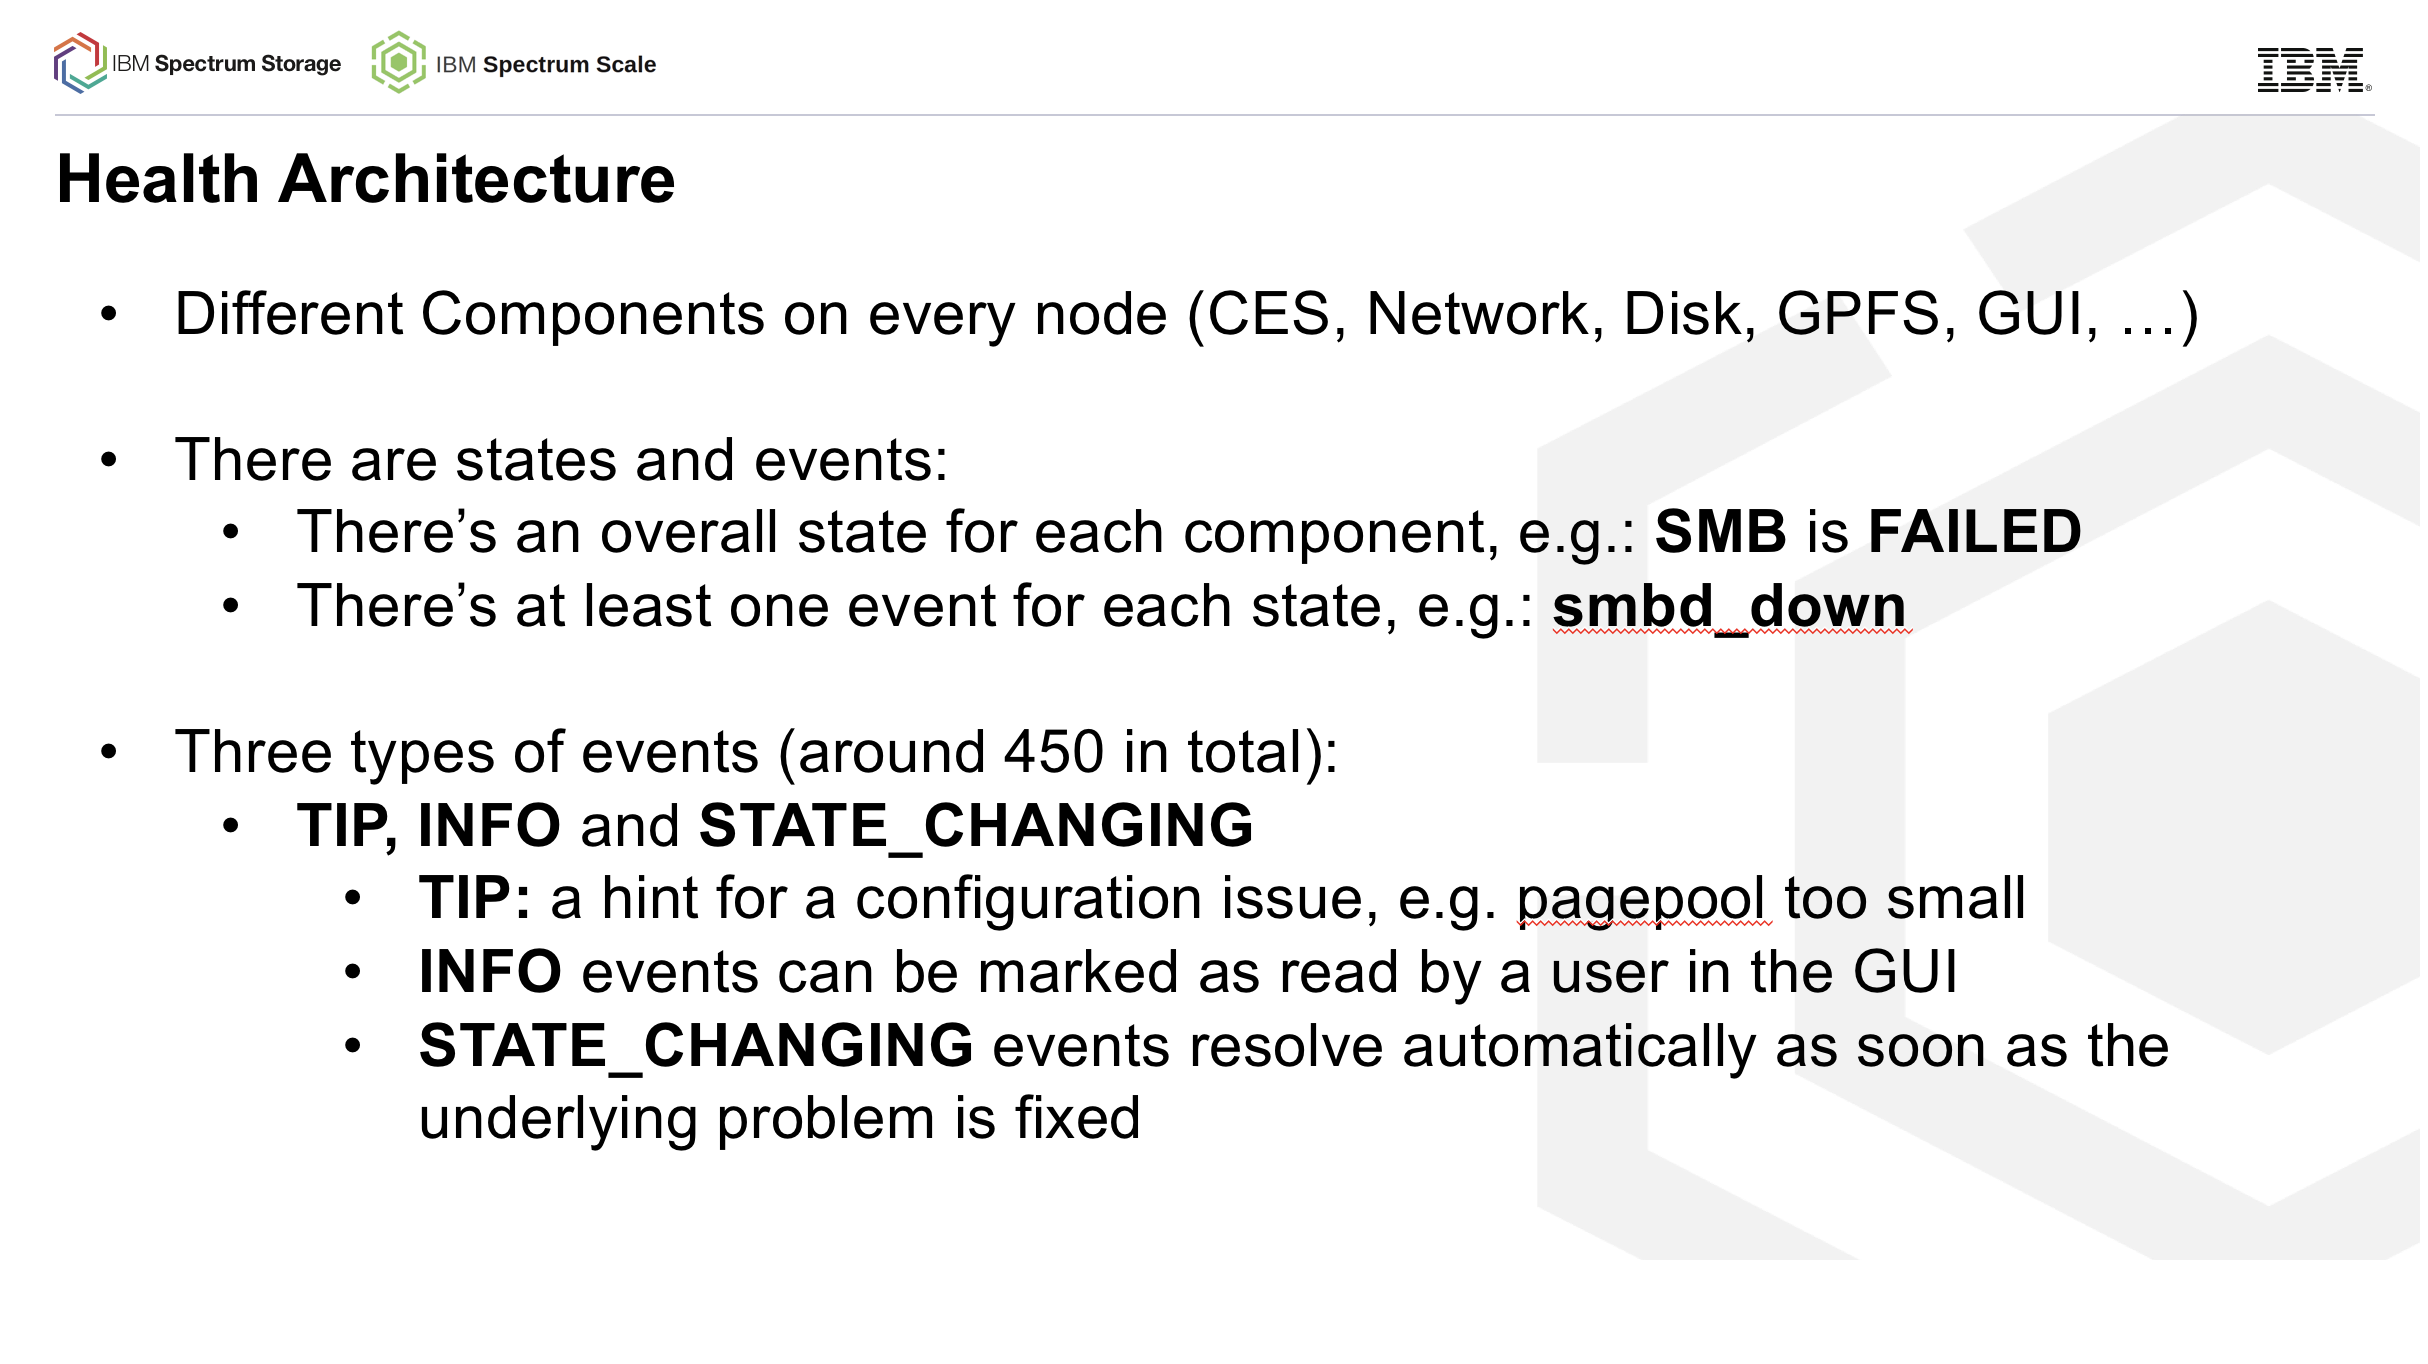 IBM Spectrum Storage IBM Spectrum Scale IBM®
Health Architecture
• Different Components on every node (CES, Network, Disk, GPFS, GUI, …)
• There are states and events:
• There’s an overall state for each component, e.g.: SMB is FAILED
• There’s at least one event for each state, e.g.: smbd_down
• Three types of events (around 450 in total):
• TIP, INFO and STATE_CHANGING
• TIP: a hint for a configuration issue, e.g. pagepool too small
• INFO events can be marked as read by a user in the GUI
• STATE_CHANGING events resolve automatically as soon as the
underlying problem is fixed